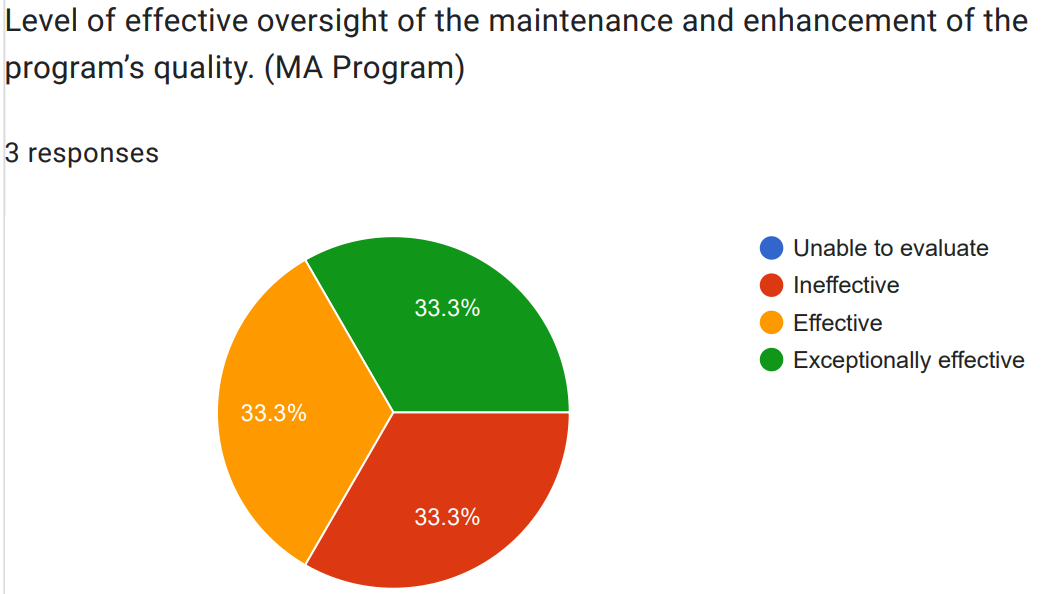 Level of effective oversight of the maintenance and enhancement of the
program’s quality. (MA Program)
3 responses
Unable to evaluate
Ineffective
Effective
Exceptionally effective
33.3%
33.3%
33.3%